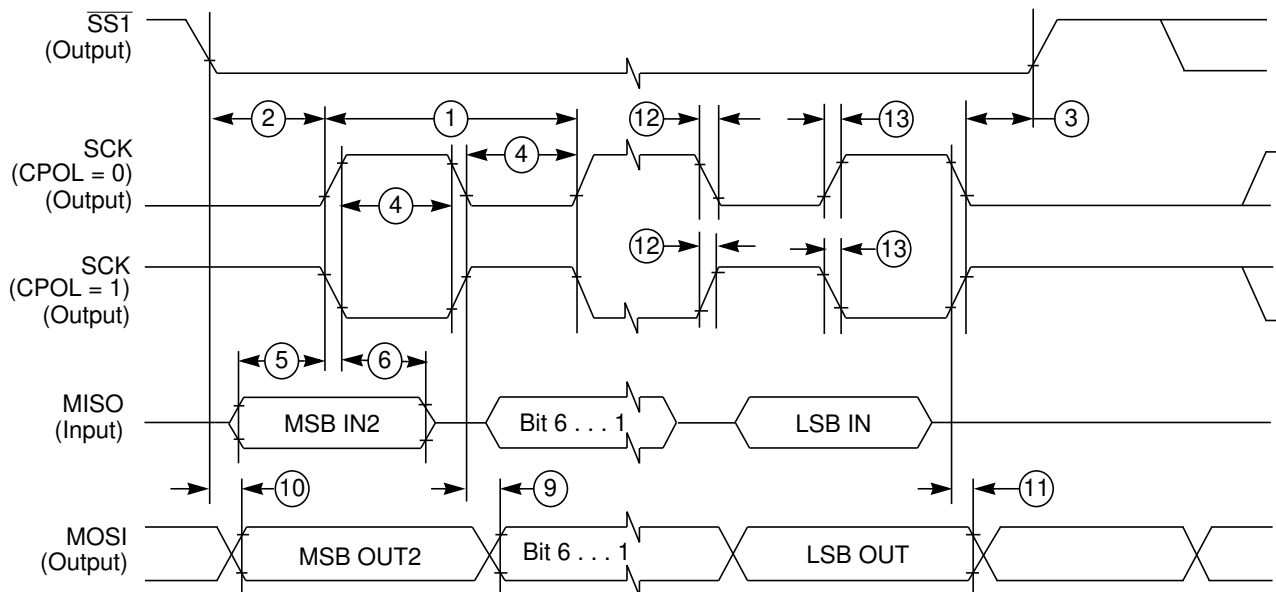 SS1
(Output)
2
1
12
13
3
SCK
(CPOL = 0)
(Output)
4
4
12
13
SCK
(CPOL = 1)
(Output)
5
6
MISO
(Input)
MSB IN2
Bit 6 . . . 1
LSB IN
10
9
11
MOSI
(Output)
MSB OUT2
Bit 6 . . . 1
LSB OUT